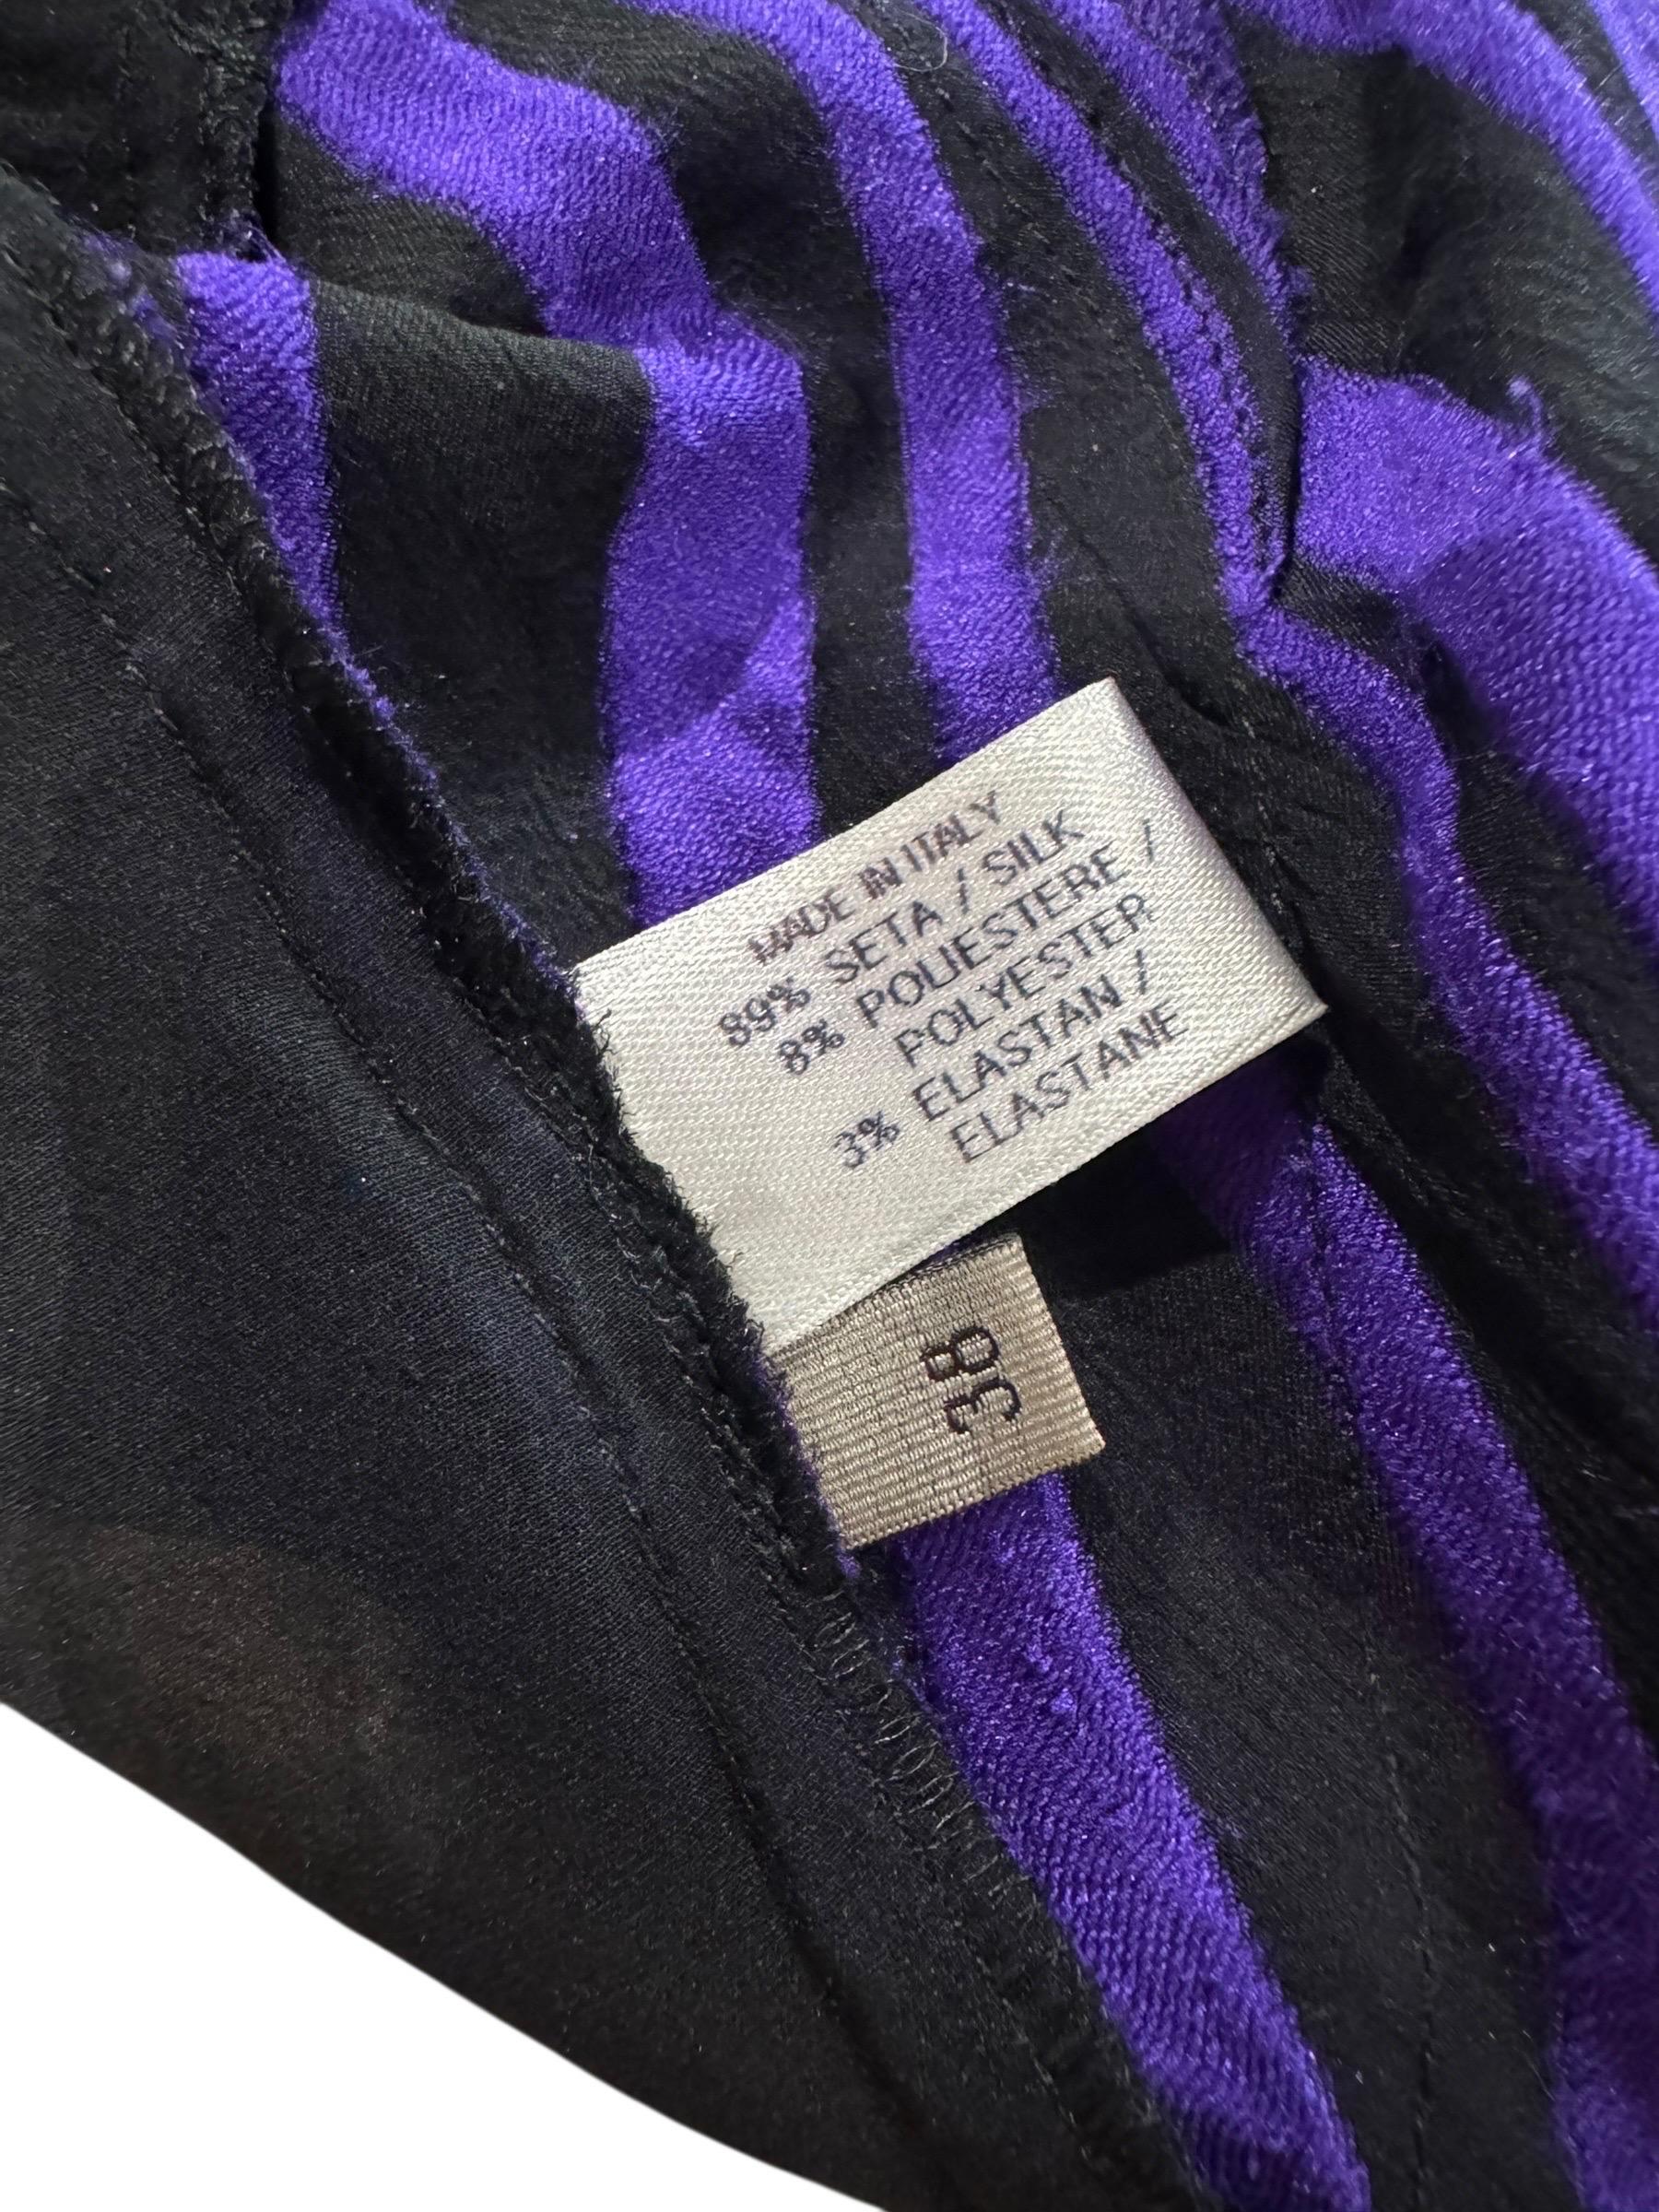 MADE IN ITALY
89% SETA / SILK
8% POLIESTERE /
POLYESTER
3% ELASTAN /
ELASTANE
38